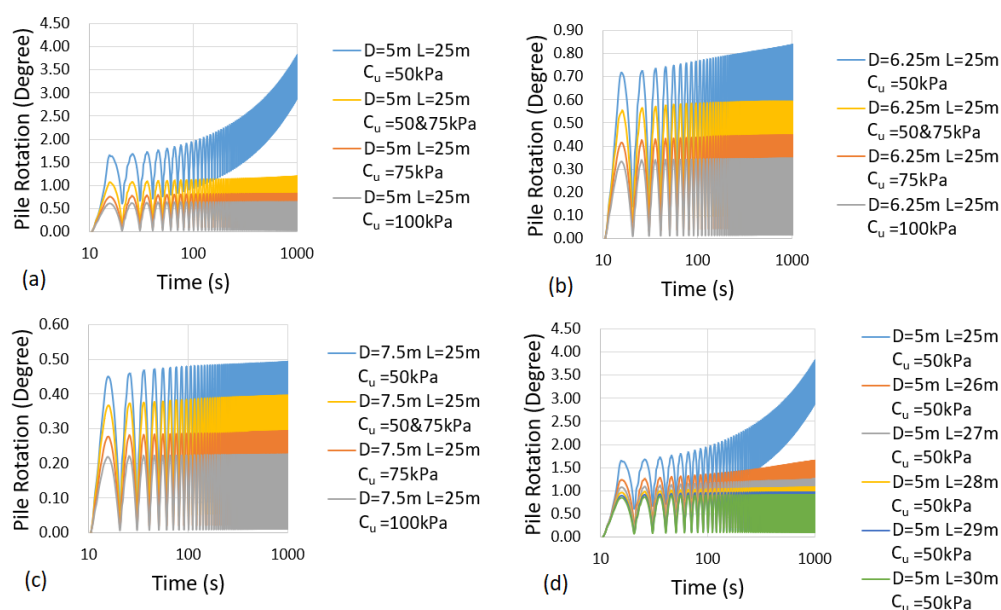 4.50
4.00
3.50
3.00
2.50
2.00
1.50
1.00
0.50
0.00
Pile Rotation (Degree)
10
100
1000
Time (s)
(a)
D=5m L=25m
Cu =50kPa
D=5m L=25m
Cu =50&75kPa
D=5m L=25m
Cu =75kPa
D=5m L=25m
Cu =100kPa
0.90
0.80
0.70
0.60
0.50
0.40
0.30
0.20
0.10
0.00
Pile Rotation (Degree)
10
100
1000
Time (s)
(b)
D=6.25m L=25m
Cu =50kPa
D=6.25m L=25m
Cu =50&75kPa
D=6.25m L=25m
Cu =75kPa
D=6.25m L=25m
Cu =100kPa
0.60
0.50
0.40
0.30
0.20
0.10
0.00
Pile Rotation (Degree)
10
100
1000
Time (s)
(c)
D=7.5m L=25m
Cu =50kPa
D=7.5m L=25m
Cu =50&75kPa
D=7.5m L=25m
Cu =75kPa
D=7.5m L=25m
Cu =100kPa
4.50
4.00
3.50
3.00
2.50
2.00
1.50
1.00
0.50
0.00
Pile Rotation (Degree)
10
100
1000
Time (s)
(d)
D=5m L=25m
Cu =50kPa
D=5m L=26m
Cu =50kPa
D=5m L=27m
Cu =50kPa
D=5m L=28m
Cu =50kPa
D=5m L=29m
Cu =50kPa
D=5m L=30m
Cu =50kPa